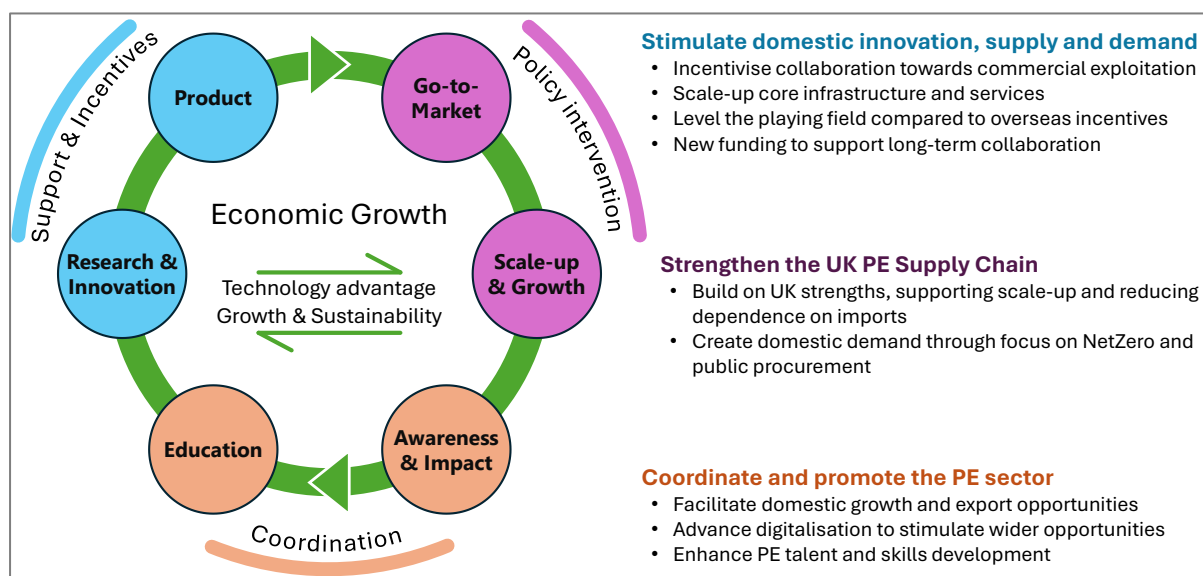 Support & Incentives
Product
Go-to-
Market
Policy intervention
Economic Growth
Research &
Innovation
Technology advantage
Growth & Sustainability
Scale-up
& Growth
Education
Awareness
& Impact
Coordination
Stimulate domestic innovation, supply and demand
• Incentivise collaboration towards commercial exploitation
• Scale-up core infrastructure and services
• Level the playing field compared to overseas incentives
• New funding to support long-term collaboration
Strengthen the UK PE Supply Chain
• Build on UK strengths, supporting scale-up and reducing
dependence on imports
• Create domestic demand through focus on NetZero and
public procurement
Coordinate and promote the PE sector
• Facilitate domestic growth and export opportunities
• Advance digitalisation to stimulate wider opportunities
• Enhance PE talent and skills development